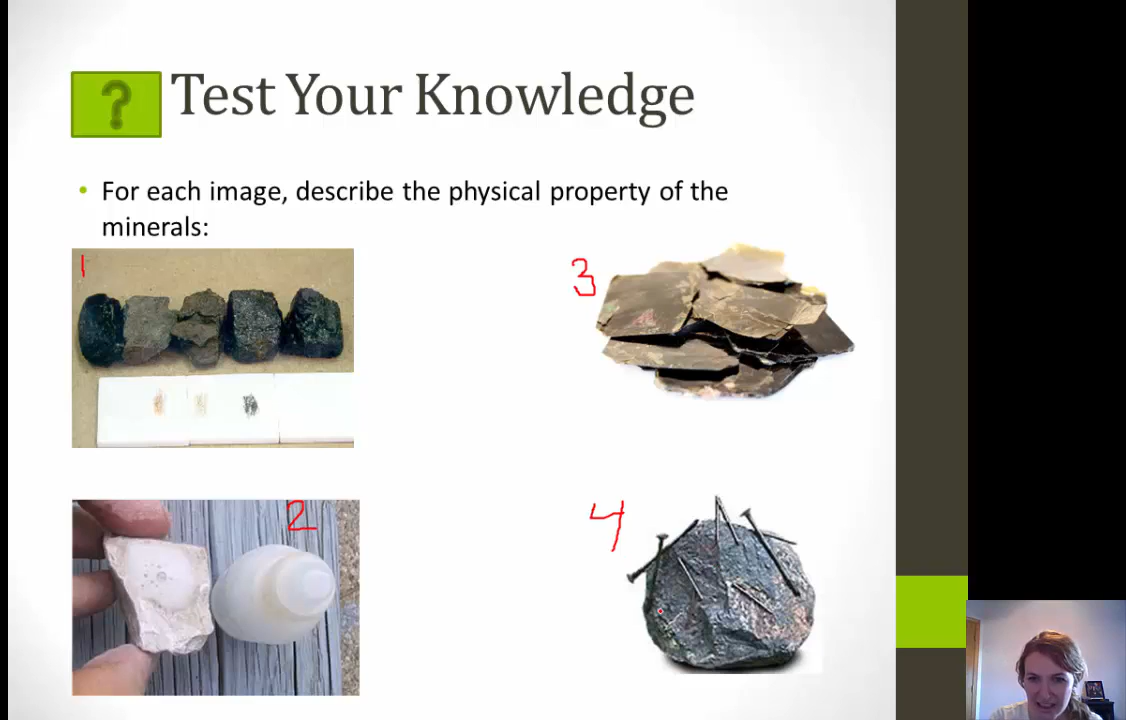 ? Test Your Knowledge
• For each image, describe the physical property of the
minerals:
1
3
2
4